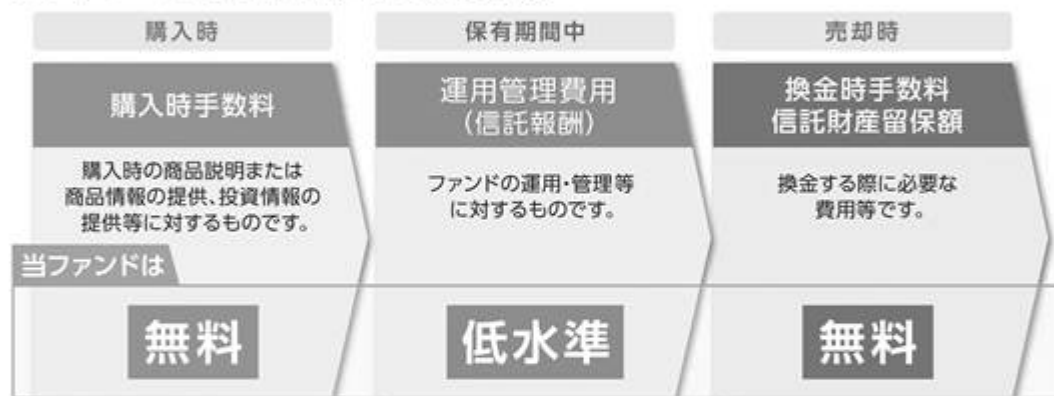 購入時
保有期間中
売却時
購入時手数料
運用管理費用
(信託報酬)
換金時手数料
信託財産留保額
購入時の商品説明または
商品情報の提供、投資情報の
提供等に対するものです。
ファンドの運用・管理等
に対するものです。
換金する際に必要な
費用等です。
当ファンドは
無料
低水準
無料